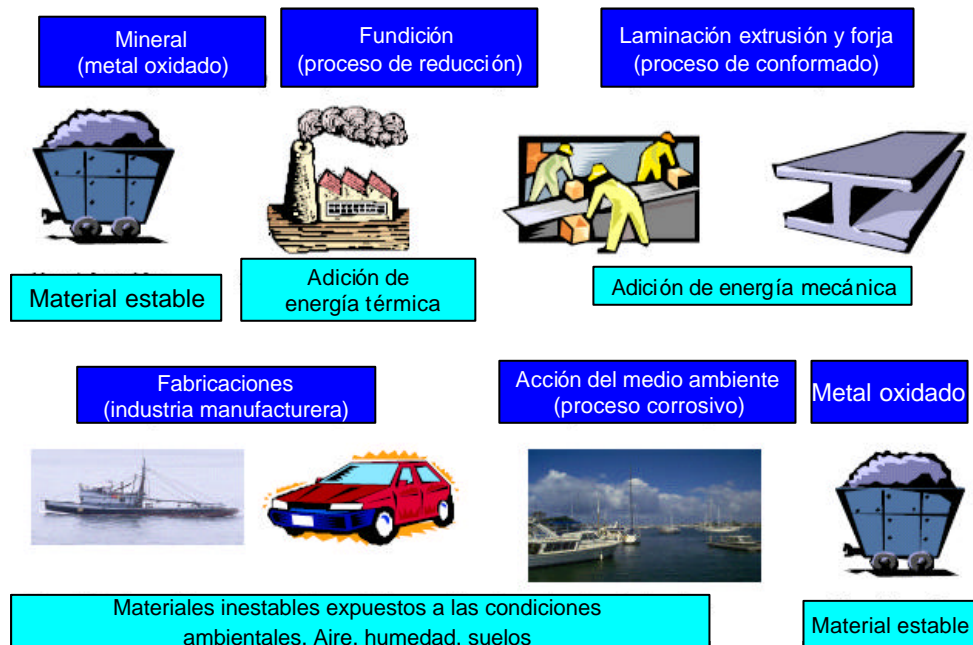 Mineral
(metal oxidado)
Fundición
(proceso de reducción)
Laminación extrusión y forja
(proceso de conformado)
Material estable
Adición de
energía térmica
Adición de energía mecánica
Fabricaciones
(industria manufacturera)
Acción del medio ambiente
(proceso corrosivo)
Metal oxidado
Materiales inestables expuestos a las condiciones
ambientales. Aire, humedad, suelos
Material estable